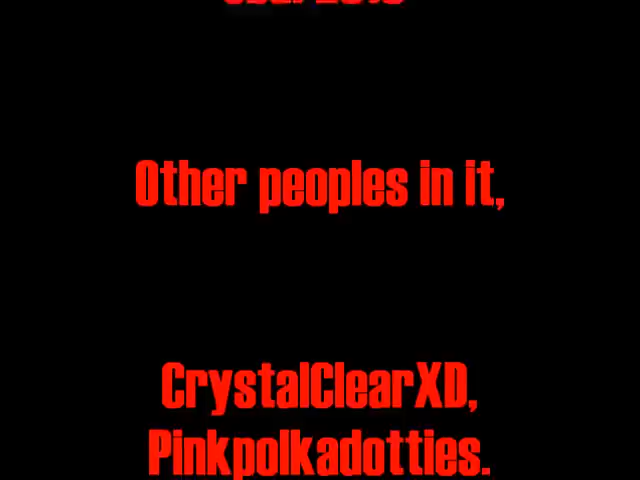 Other peoples in it,
CrystalClearXD,
Pinkpolkadotties.